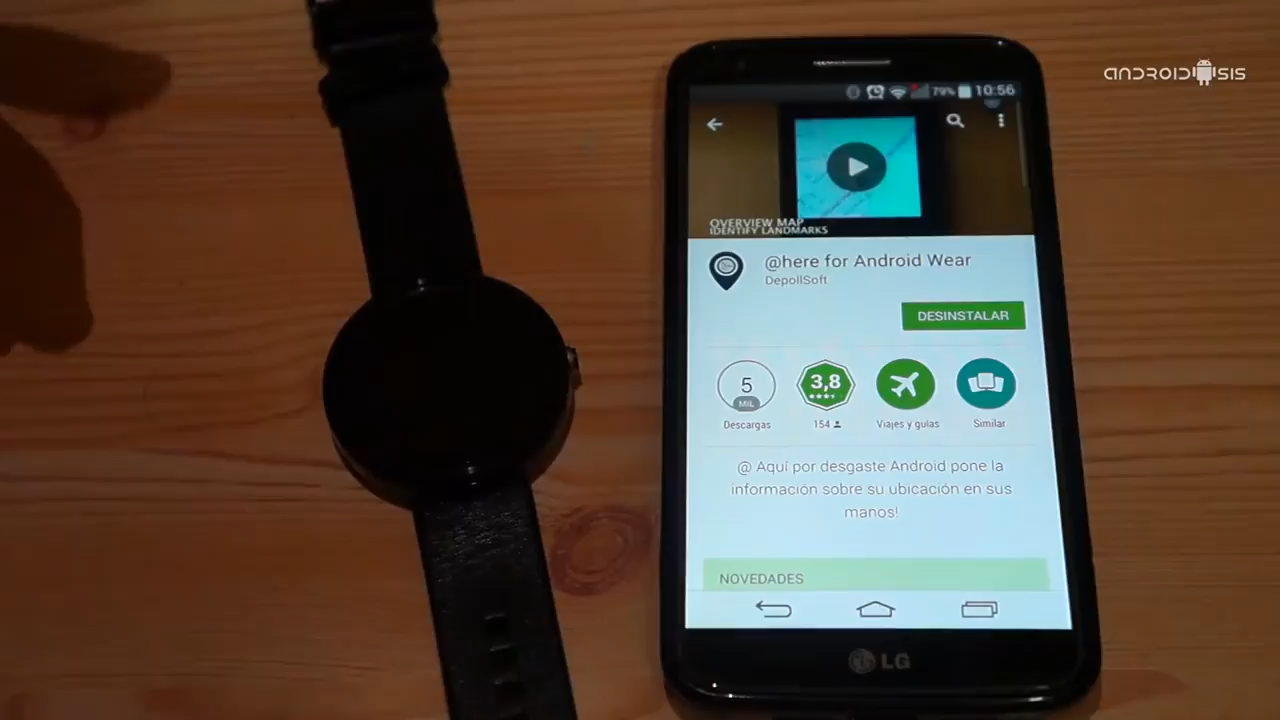 ANDROIDSIS
79% 10:56
OVERVIEW MAP
IDENTIFY LANDMARKS
@here for Android Wear
DepollSoft
DESINSTALAR
5
MIL
3,8
Descargas
154
Viajes y guías
Similar
@ Aquí por desgaste Android pone la
información sobre su ubicación en sus
manos!
NOVEDADES
LG